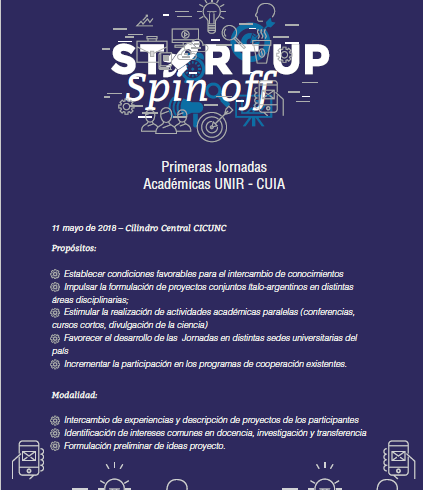 START UP
Spin off
Primeras Jornadas
Académicas UNIR - CUIA
11 mayo de 2018 – Cilindro Central CICUNC
Propósitos:
Establecer condiciones favorables para el intercambio de conocimientos
Impulsar la formulación de proyectos conjuntos Italo-argentinos en distintas
áreas disciplinarias;
Estimular la realización de actividades académicas paralelas (conferencias,
cursos cortos, divulgación de la ciencia)
Favorecer el desarrollo de las Jornadas en distintas sedes universitarias del
país
Incrementar la participación en los programas de cooperación existentes.
Modalidad:
Intercambio de experiencias y descripción de proyectos de los participantes
Identificación de intereses comunes en docencia, investigación y transferencia
Formulación preliminar de ideas proyecto.